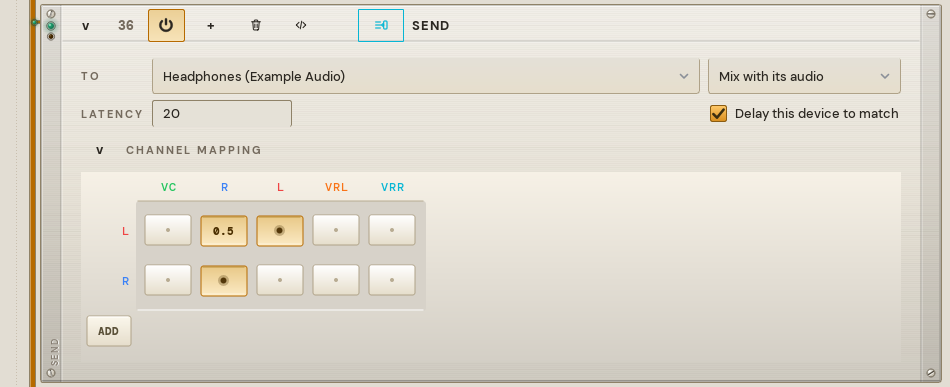 v 36 + </> SEND
TO Headphones (Example Audio) Mix with its audio
LATENCY 20 Delay this device to match
v CHANNEL MAPPING
VC R L VRL VRR
L 0.5
R
ADD
SEND